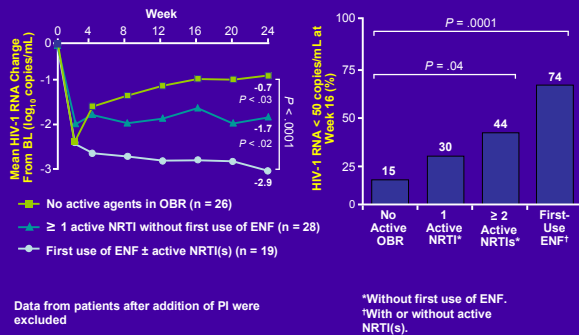 Week
0 4 8 12 16 20 24
Mean HIV-1 RNA Change
From BL (log10 copies/mL)
0
-1
-2
-3
-0.7
P < .03
-1.7
P < .02
-2.9
P < .0001
No active agents in OBR (n = 26)
≥ 1 active NRTI without first use of ENF (n = 28)
First use of ENF ± active NRTI(s) (n = 19)
Data from patients after addition of PI were
excluded
HIV-1 RNA < 50 copies/mL at
Week 16 (%)
100
75
50
25
0
P = .0001
P = .04
15
30
44
74
No
Active
OBR
1
Active
NRTI*
≥ 2
Active
NRTIs*
First-
Use
ENF†
*Without first use of ENF.
†With or without active
NRTI(s).